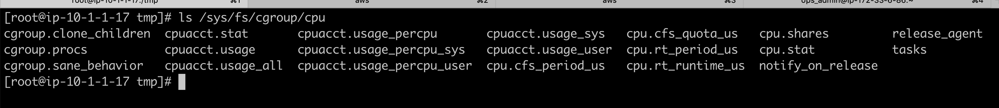 root@ip-10-1-1-17:/tmp ⌘1 aws ⌘2 aws ⌘3 ops_admin@ip-172-33-6-86:~ ⌘4
[root@ip-10-1-1-17 tmp]# ls /sys/fs/cgroup/cpu
cgroup.clone_children cpuacct.stat cpuacct.usage_percpu cpuacct.usage_sys cpu.cfs_quota_us cpu.shares release_agent
cgroup.procs cpuacct.usage cpuacct.usage_percpu_sys cpuacct.usage_user cpu.rt_period_us cpu.stat tasks
cgroup.sane_behavior cpuacct.usage_all cpuacct.usage_percpu_user cpu.cfs_period_us cpu.rt_runtime_us notify_on_release
[root@ip-10-1-1-17 tmp]#